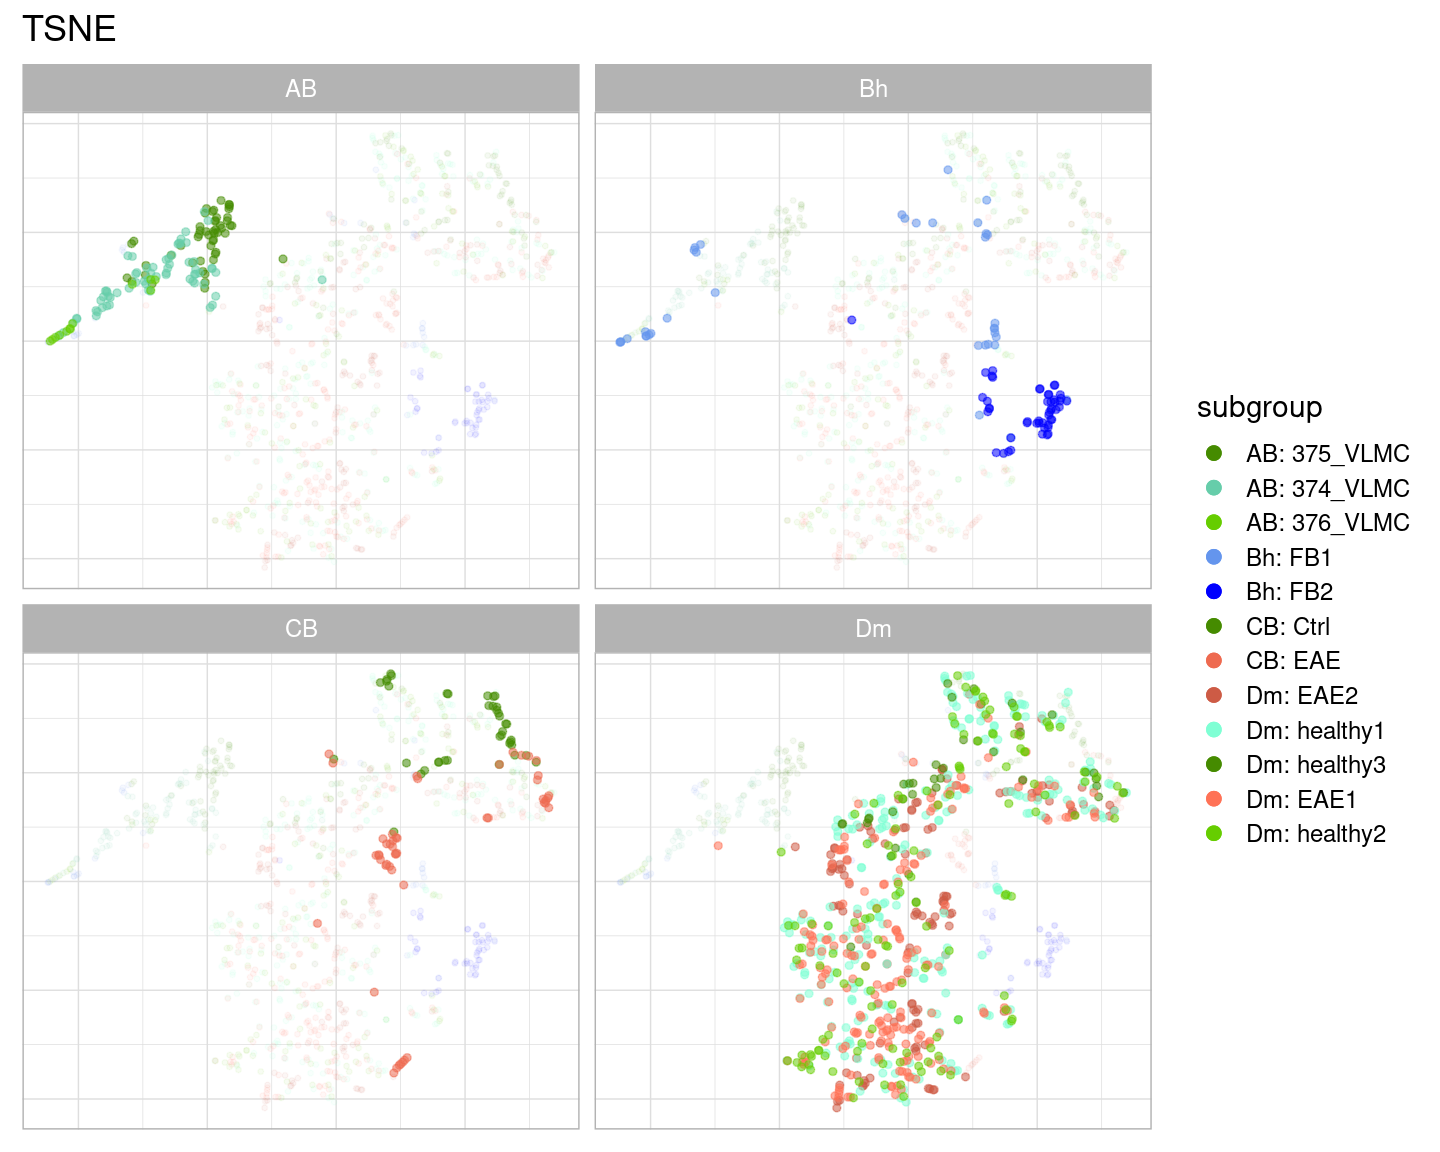 TSNE
AB
Bh
CB
Dm
subgroup
AB: 375_VLMC
AB: 374_VLMC
AB: 376_VLMC
Bh: FB1
Bh: FB2
CB: Ctrl
CB: EAE
Dm: EAE2
Dm: healthy1
Dm: healthy3
Dm: EAE1
Dm: healthy2